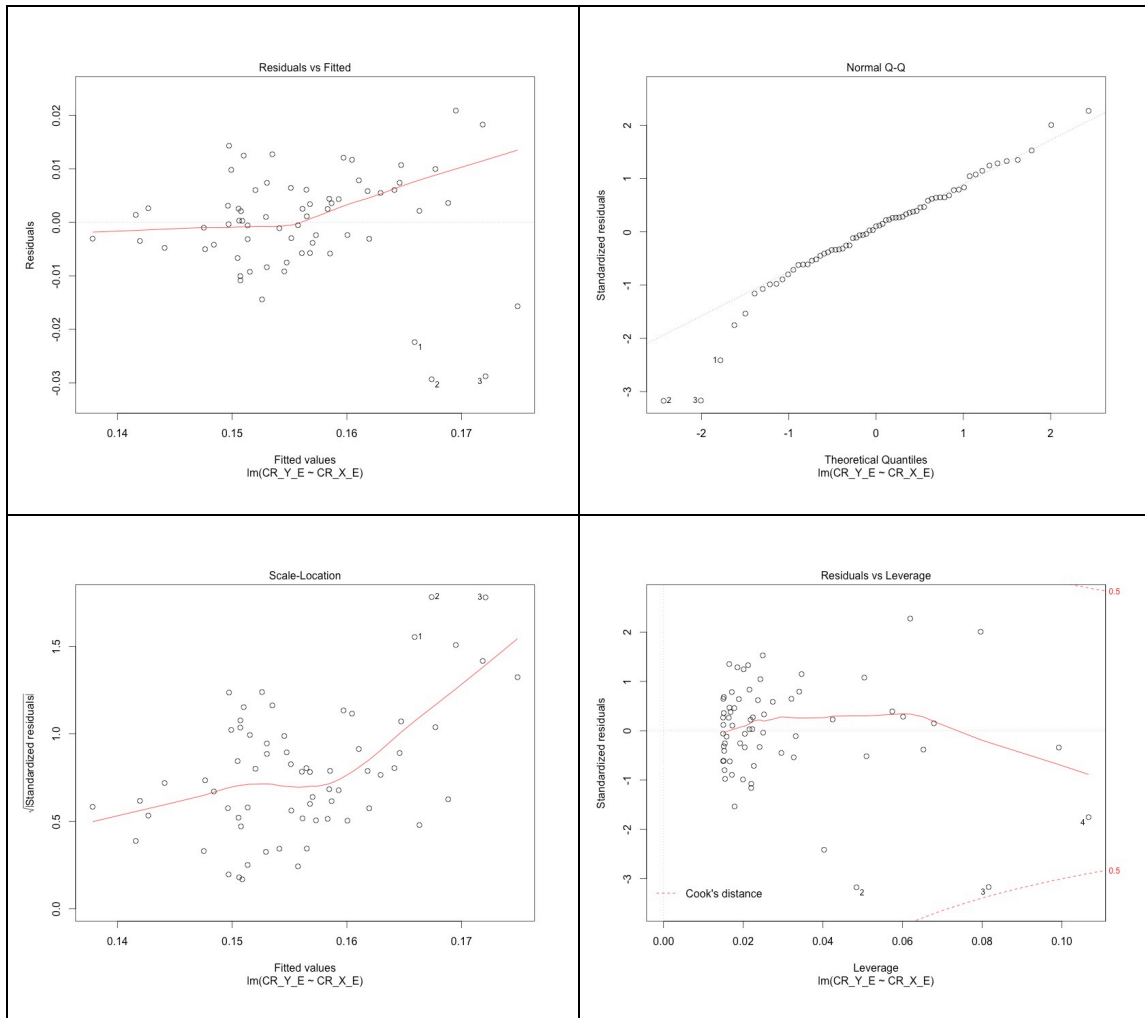 Residuals vs Fitted
Residuals
0.02
0.01
0.00
-0.01
-0.02
-0.03
1
2
3
0.14 0.15 0.16 0.17
Fitted values
lm(CR_Y_E ~ CR_X_E)
Normal Q-Q
Standardized residuals
2
1
0
-1
-2
-3
1
2 3
-2 -1 0 1 2
Theoretical Quantiles
lm(CR_Y_E ~ CR_X_E)
Scale-Location
√|Standardized residuals|
1.5
1.0
0.5
0.0
2 3
1
0.14 0.15 0.16 0.17
Fitted values
lm(CR_Y_E ~ CR_X_E)
Residuals vs Leverage
Standardized residuals
2
1
0
-1
-2
-3
0.5
4
0.5
2 3
Cook's distance
0.00 0.02 0.04 0.06 0.08 0.10
Leverage
lm(CR_Y_E ~ CR_X_E)